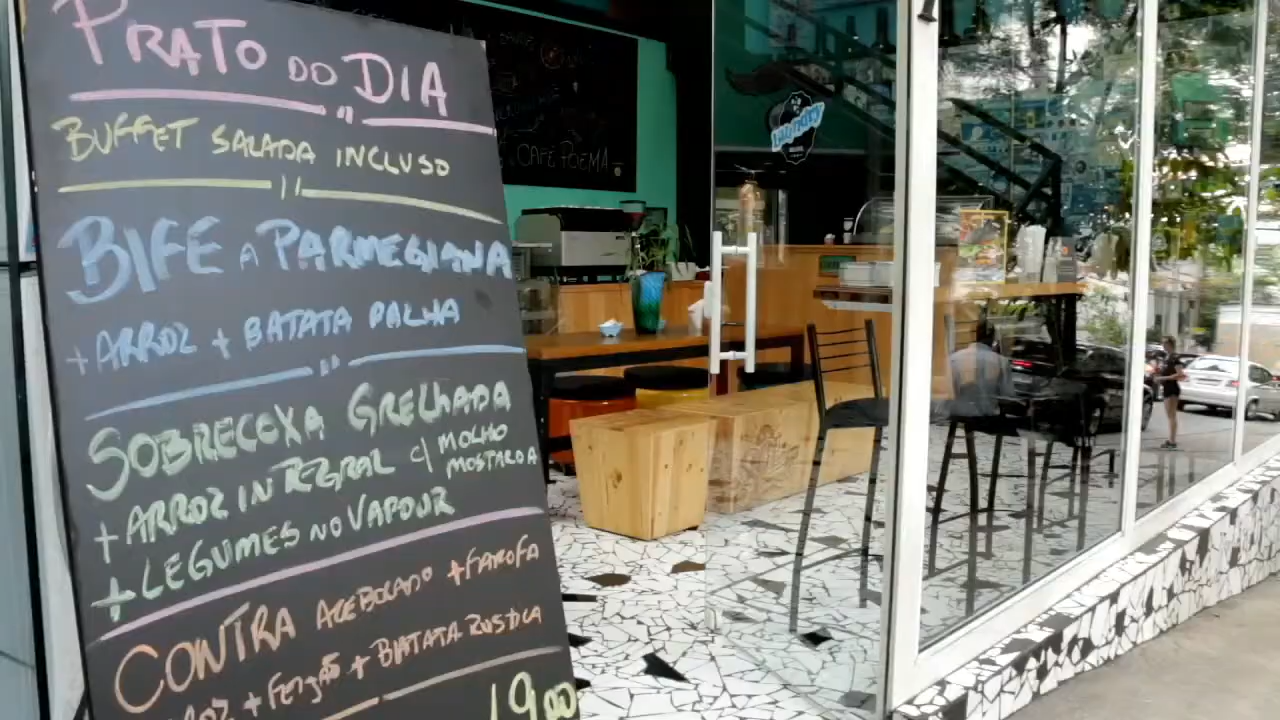 PRATO DO DIA
BUFFET SALADA INCLUSO
BIFE A PARMEGIANA
+ ARROZ + BATATA PALHA
SOBRECOXA GRELHADA
+ ARROZ INTEGRAL C/ MOLHO MOSTARDA
+ LEGUMES NO VAPOUR
CONTRA ACEBOLADO + FAROFA
+ FEIJÃO + BATATA RUSTICA
19,00
CAFÉ POEMA